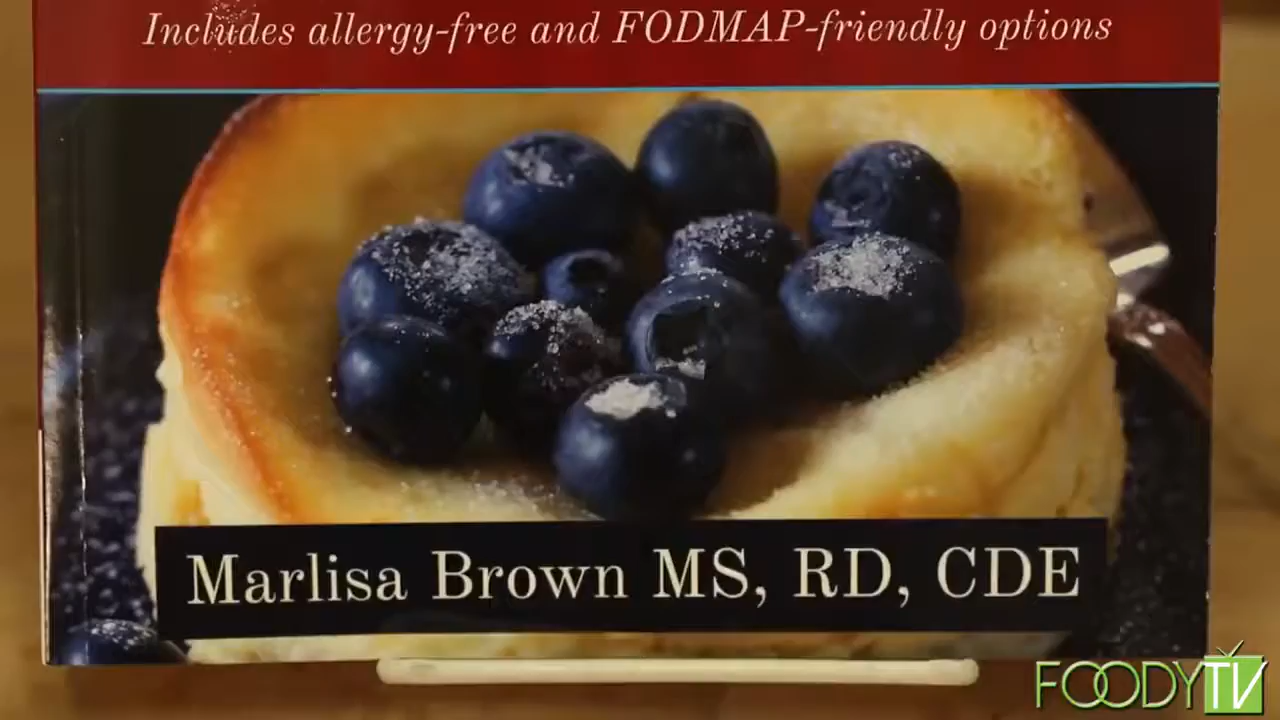 Includes allergy-free and FODMAP-friendly options
Marlisa Brown MS, RD, CDE
FOODYTV